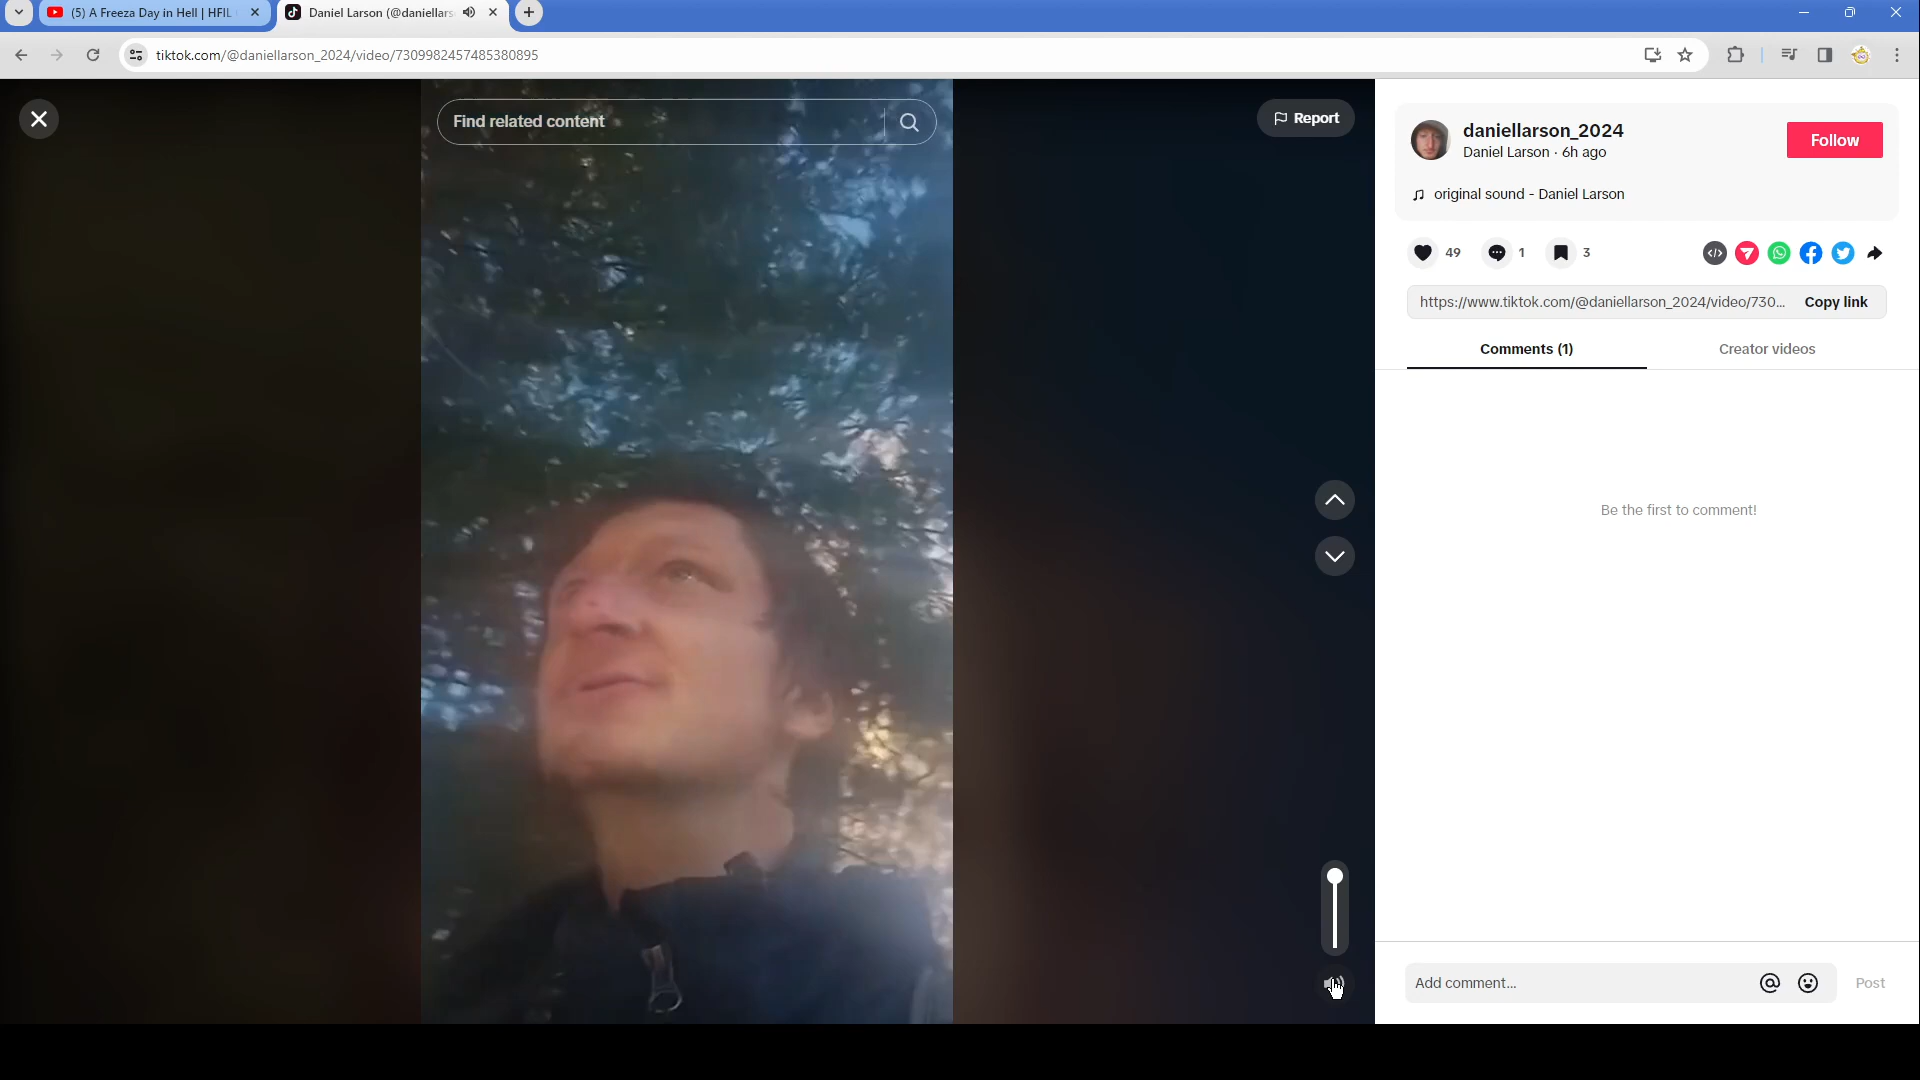 (5) A Freeza Day in Hell | HFIL
Daniel Larson (@daniellars
tiktok.com/@daniellarson_2024/video/7309982457485380895
Find related content
Report
daniellarson_2024
Daniel Larson · 6h ago
Follow
original sound - Daniel Larson
49
1
3
https://www.tiktok.com/@daniellarson_2024/video/730...
Copy link
Comments (1)
Creator videos
Be the first to comment!
Add comment...
Post